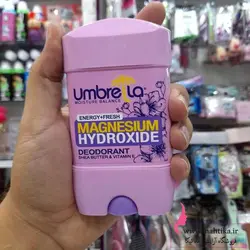 Umbrella
MOISTURE BALANCE
ENERGY+FRESH
MAGNESIUM
HYDROXIDE
DEODORANT
SHEA BUTTER & VITAMIN E